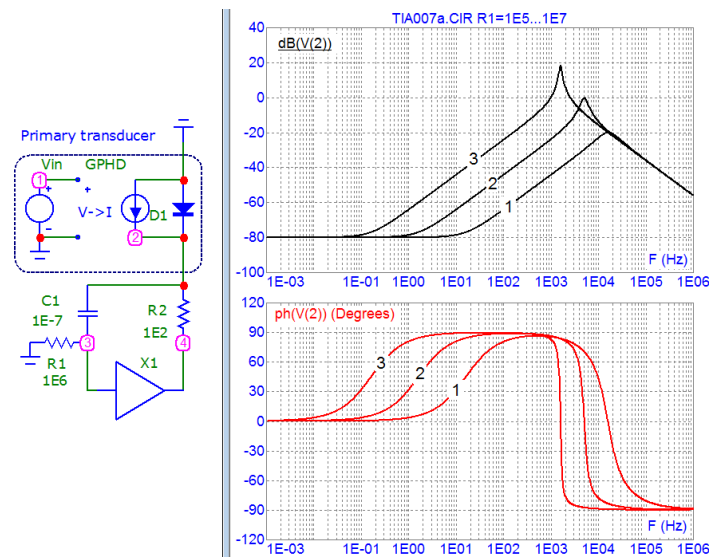 Primary transducer
Vin GPHD
1
+
+
V->I
D1
-
-
2
C1
1E-7
R2
1E2
3
4
R1
1E6
X1
TIA007a.CIR R1=1E5...1E7
dB(V(2))
40
20
0
-20
-40
-60
-80
-100
3
2
1
F (Hz)
1E-03 1E-01 1E00 1E01 1E02 1E03 1E04 1E05 1E06
ph(V(2)) (Degrees)
120
90
60
30
0
-30
-60
-90
-120
3
2
1
F (Hz)
1E-03 1E-01 1E00 1E01 1E02 1E03 1E04 1E05 1E06